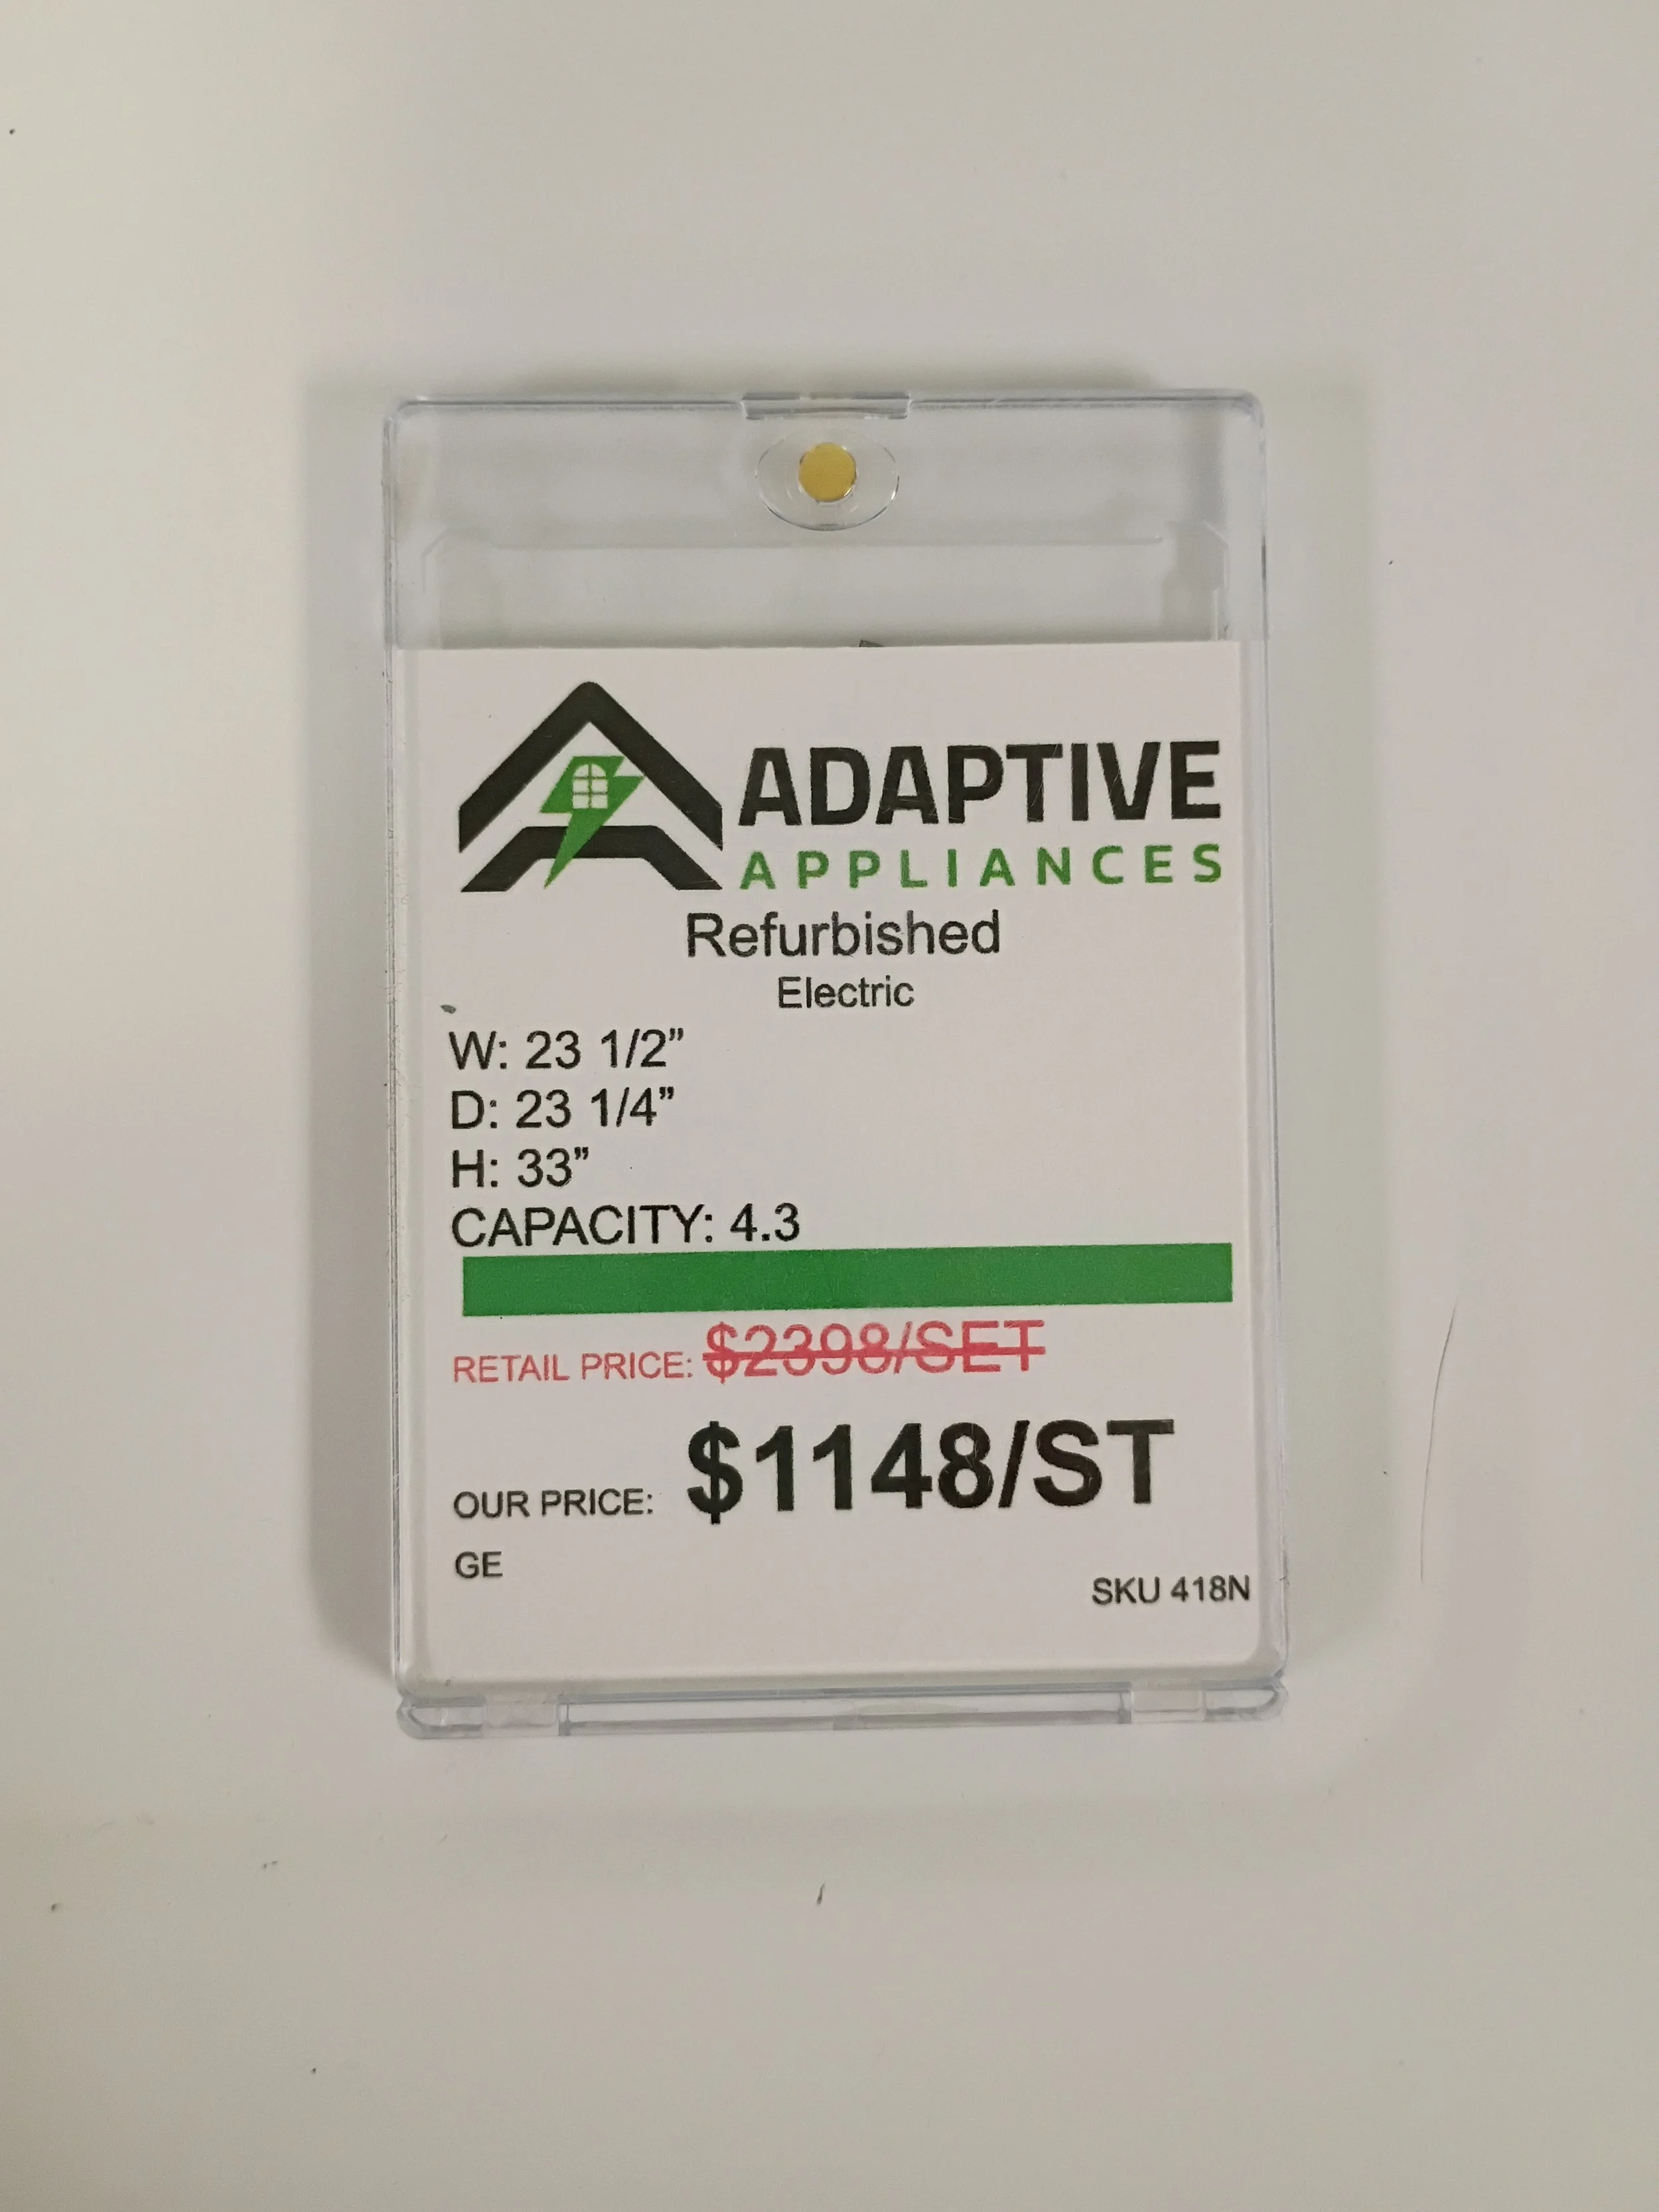 ADAPTIVE
APPLIANCES
Refurbished
Electric
W: 23 1/2”
D: 23 1/4”
H: 33”
CAPACITY: 4.3
RETAIL PRICE: $2398/SET
OUR PRICE: $1148/ST
GE
SKU 418N